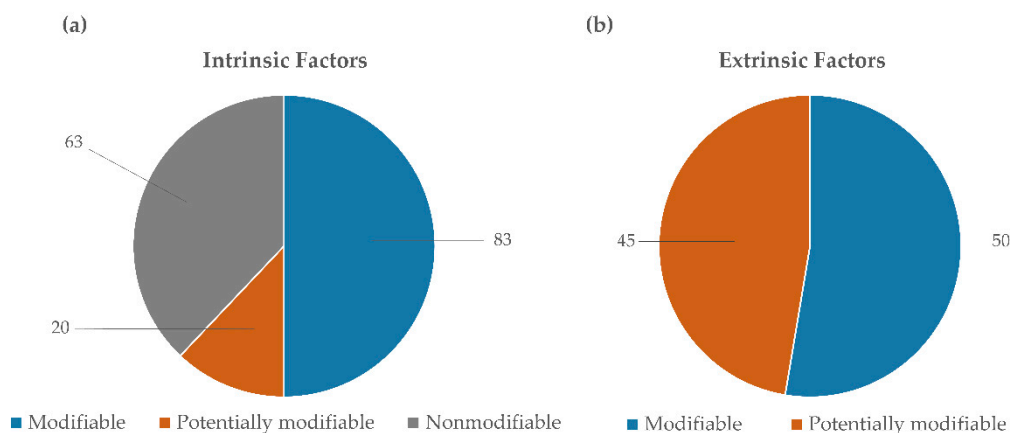 (a)
Intrinsic Factors
63
83
20
Modifiable Potentially modifiable Nonmodifiable
(b)
Extrinsic Factors
45
50
Modifiable Potentially modifiable